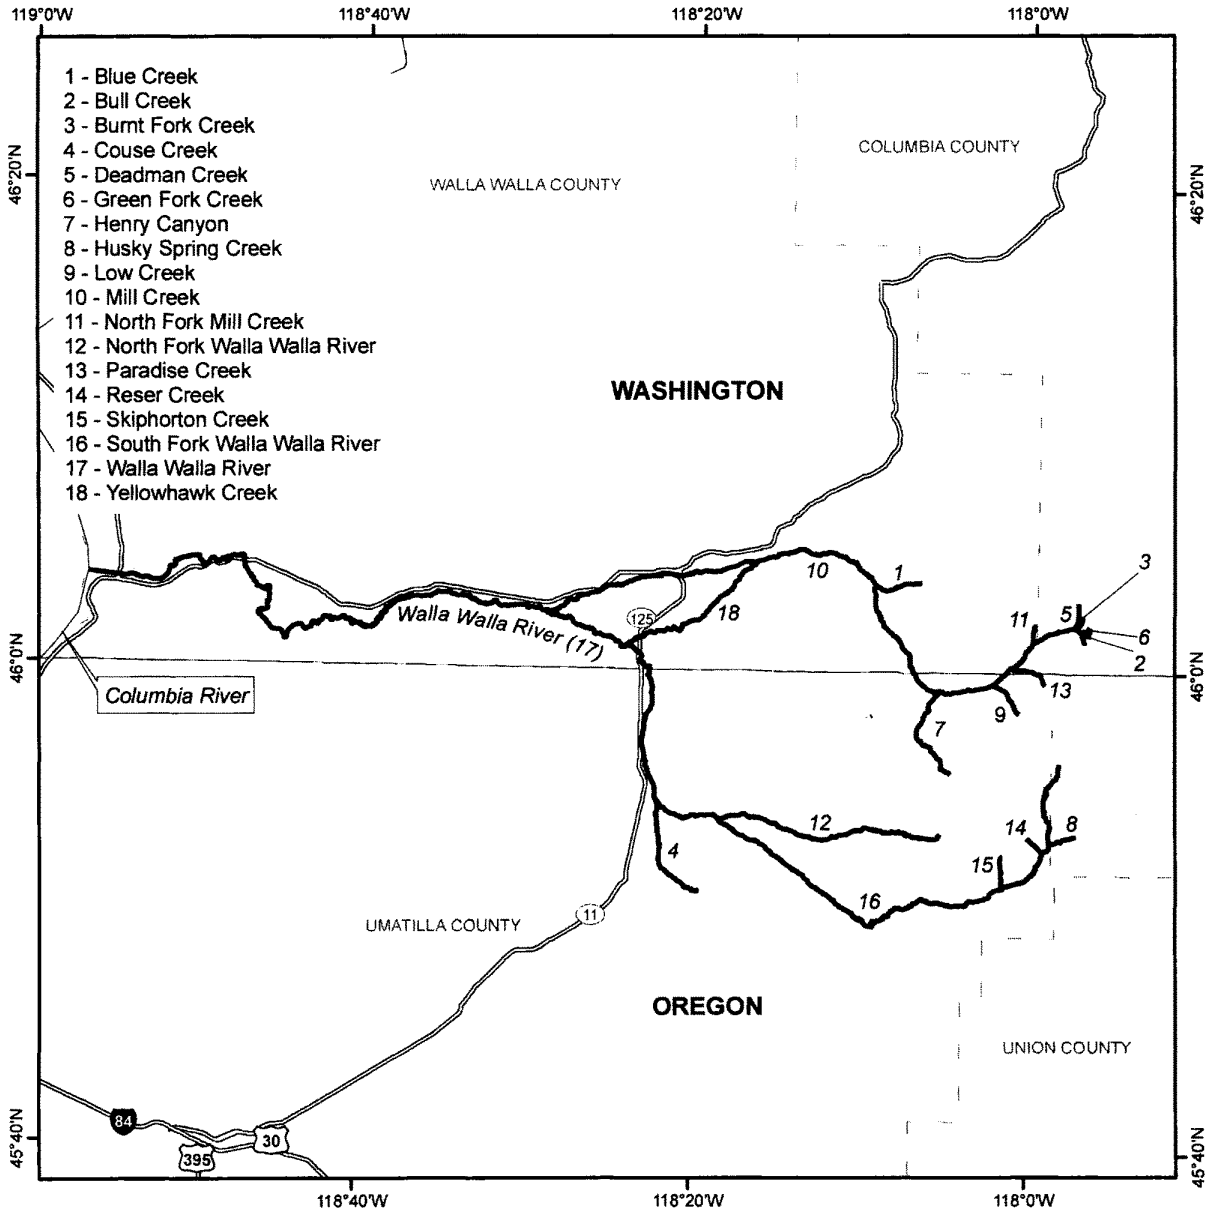 119°0'W
118°40'W
118°20'W
118°0'W
1 - Blue Creek
2 - Bull Creek
3 - Burnt Fork Creek
4 - Couse Creek
5 - Deadman Creek
6 - Green Fork Creek
7 - Henry Canyon
8 - Husky Spring Creek
9 - Low Creek
10 - Mill Creek
11 - North Fork Mill Creek
12 - North Fork Walla Walla River
13 - Paradise Creek
14 - Reser Creek
15 - Skiphorton Creek
16 - South Fork Walla Walla River
17 - Walla Walla River
18 - Yellowhawk Creek
COLUMBIA COUNTY
WALLA WALLA COUNTY
46°20'N
46°20'N
WASHINGTON
10
1
3
18
11
5
125
Walla Walla River (17)
6
2
46°0'N
46°0'N
Columbia River
13
9
7
12
14
8
4
15
16
11
UMATILLA COUNTY
OREGON
UNION COUNTY
84
30
395
45°40'N
45°40'N
118°40'W
118°20'W
118°0'W